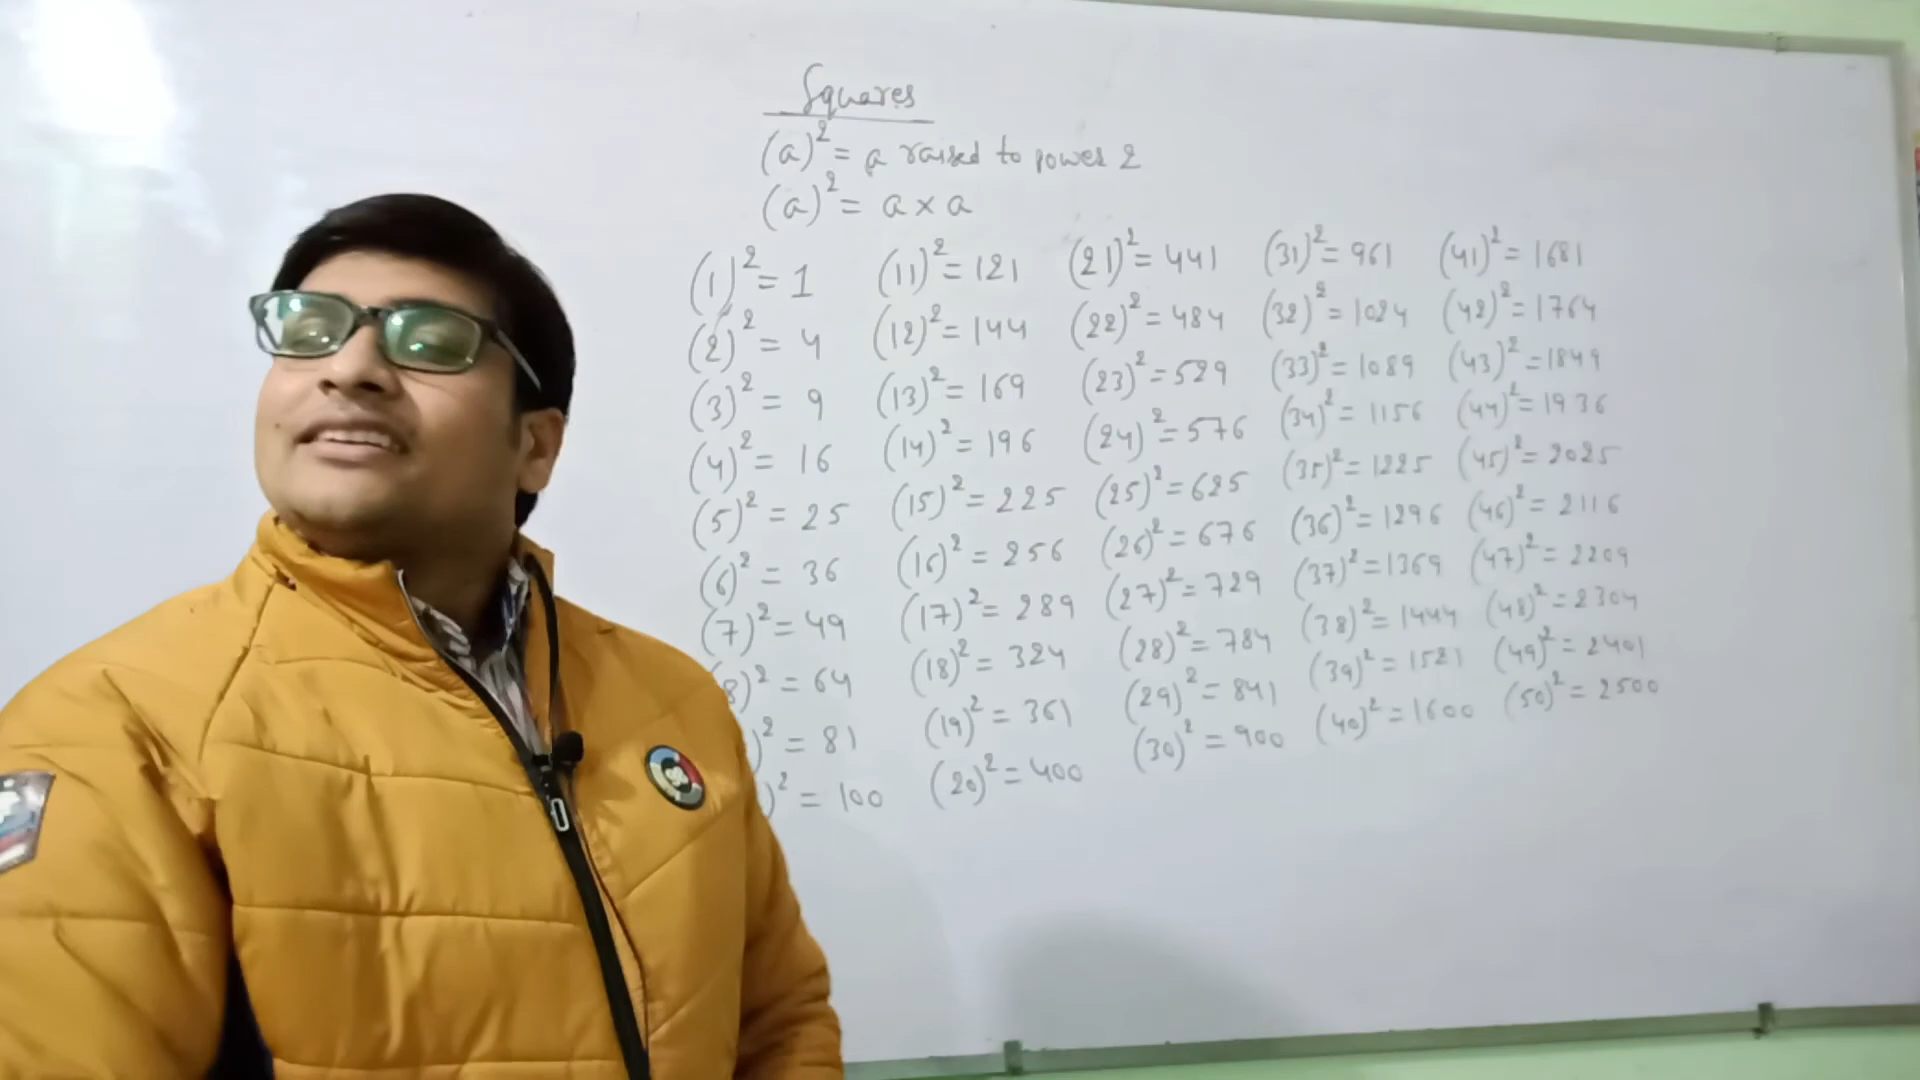 Squares
(a)² = a raised to power 2
(a)² = a × a
(1)² = 1 (11)² = 121 (21)² = 441 (31)² = 961 (41)² = 1681
(2)² = 4 (12)² = 144 (22)² = 484 (32)² = 1024 (42)² = 1764
(3)² = 9 (13)² = 169 (23)² = 529 (33)² = 1089 (43)² = 1849
(4)² = 16 (14)² = 196 (24)² = 576 (34)² = 1156 (44)² = 1936
(5)² = 25 (15)² = 225 (25)² = 625 (35)² = 1225 (45)² = 2025
(6)² = 36 (16)² = 256 (26)² = 676 (36)² = 1296 (46)² = 2116
(7)² = 49 (17)² = 289 (27)² = 729 (37)² = 1369 (47)² = 2209
8)² = 64 (18)² = 324 (28)² = 784 (38)² = 1444 (48)² = 2304
)² = 81 (19)² = 361 (29)² = 841 (39)² = 1521 (49)² = 2401
)² = 100 (20)² = 400 (30)² = 900 (40)² = 1600 (50)² = 2500